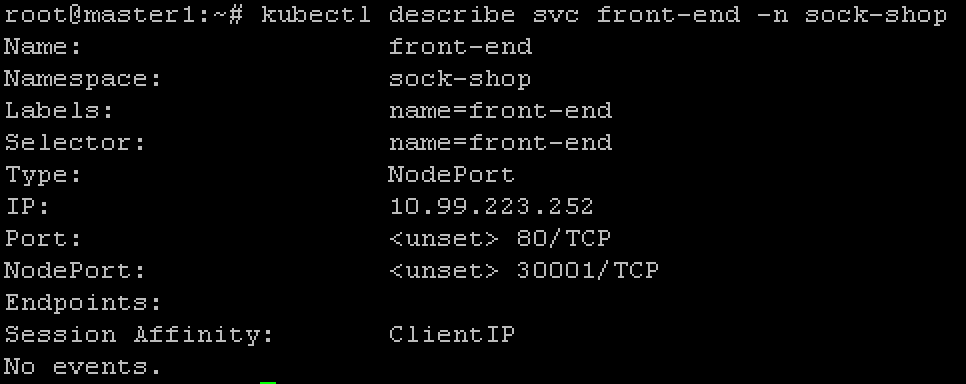 root@master1:~# kubectl describe svc front-end -n sock-shop
Name: front-end
Namespace: sock-shop
Labels: name=front-end
Selector: name=front-end
Type: NodePort
IP: 10.99.223.252
Port: <unset> 80/TCP
NodePort: <unset> 30001/TCP
Endpoints:
Session Affinity: ClientIP
No events.